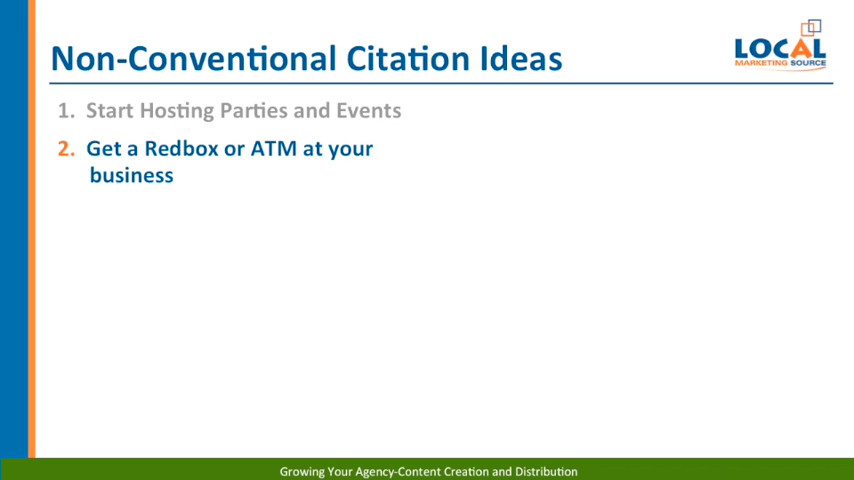 Non-Conventional Citation Ideas
LOCAL
MARKETING SOURCE
1. Start Hosting Parties and Events
2. Get a Redbox or ATM at your
business
Growing Your Agency-Content Creation and Distribution